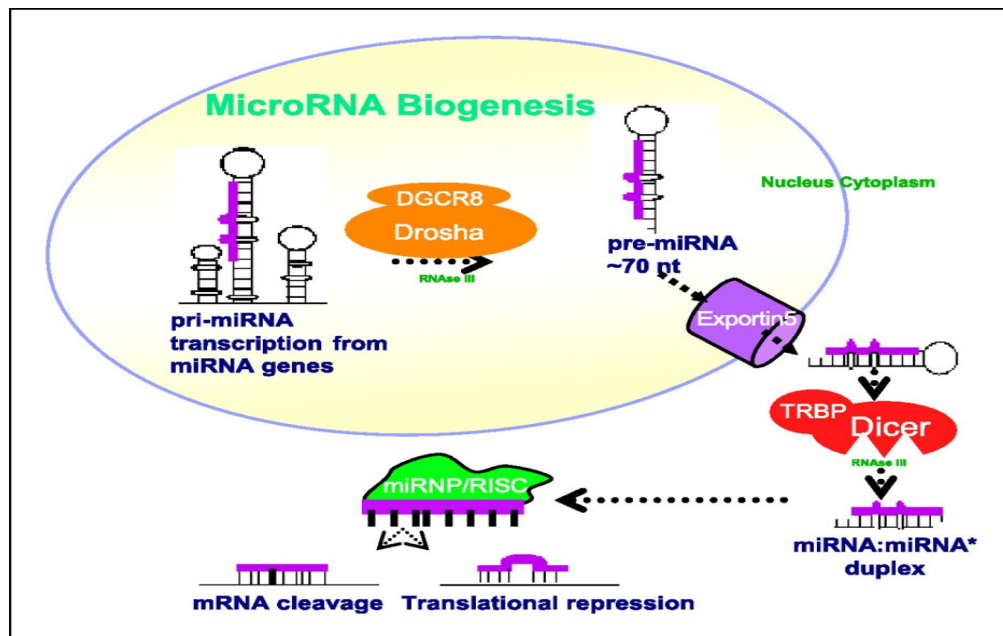 MicroRNA Biogenesis
DGCR8
Drosha
RNAse III
pri-miRNA
transcription from
miRNA genes
pre-miRNA
~70 nt
Nucleus Cytoplasm
Exportin5
TRBP
Dicer
RNAse III
miRNA:miRNA*
duplex
miRNP/RISC
mRNA cleavage
Translational repression